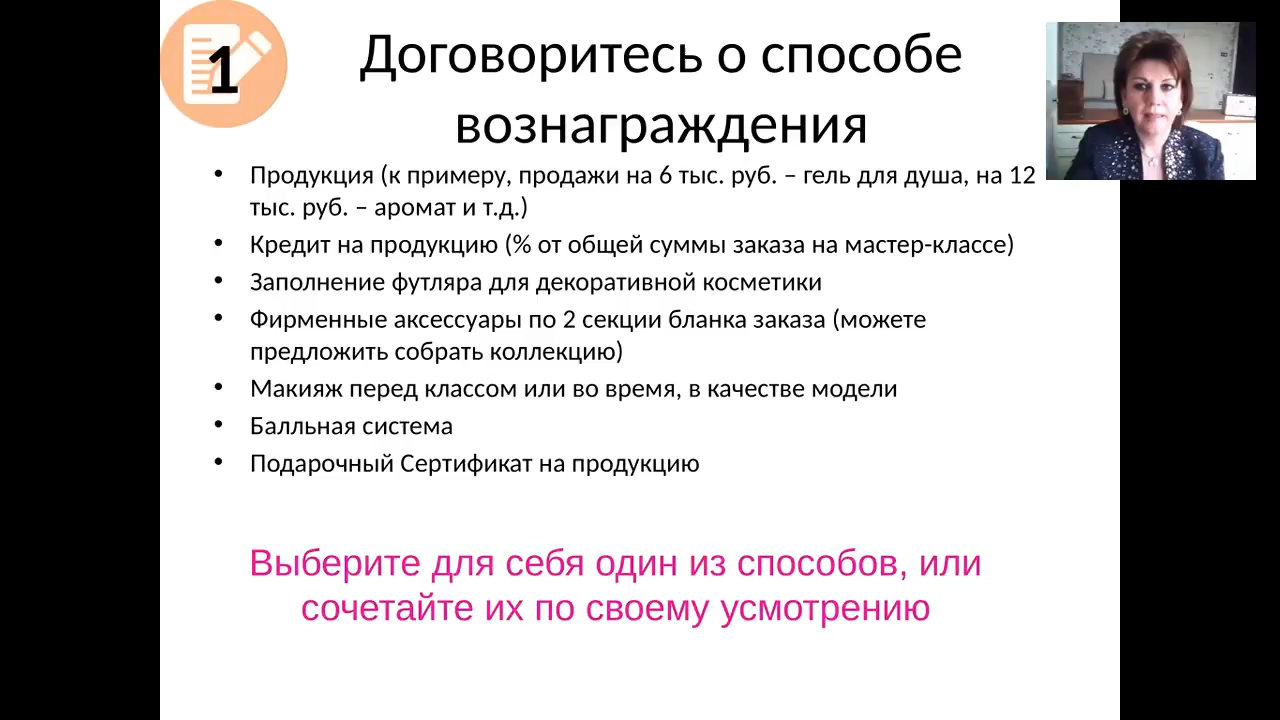 1
Договоритесь о способе
вознаграждения
• Продукция (к примеру, продажи на 6 тыс. руб. – гель для душа, на 12
тыс. руб. – аромат и т.д.)
• Кредит на продукцию (% от общей суммы заказа на мастер-классе)
• Заполнение футляра для декоративной косметики
• Фирменные аксессуары по 2 секции бланка заказа (можете
предложить собрать коллекцию)
• Макияж перед классом или во время, в качестве модели
• Балльная система
• Подарочный Сертификат на продукцию
Выберите для себя один из способов, или
сочетайте их по своему усмотрению